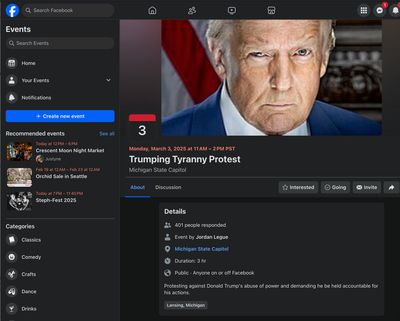 Search Facebook
Events
Search Events
Home
Your Events
Notifications
+ Create new event
Recommended events
See all
Today at 12 PM – 6 PM
Crescent Moon Night Market
Justyne
Feb 19 at 12 AM – Feb 23 at 12 AM
Orchid Sale in Seattle
Today at 7 PM – 11:45 PM
Steph-Fest 2025
Categories
Classics
Comedy
Crafts
Dance
Drinks
3
Monday, March 3, 2025 at 11 AM – 2 PM PST
Trumping Tyranny Protest
Michigan State Capitol
About
Discussion
Interested
Going
Invite
Details
401 people responded
Event by Jordan Legue
Michigan State Capitol
Duration: 3 hr
Public · Anyone on or off Facebook
Protesting against Donald Trump's abuse of power and demanding he be held accountable for
his actions.
Lansing, Michigan